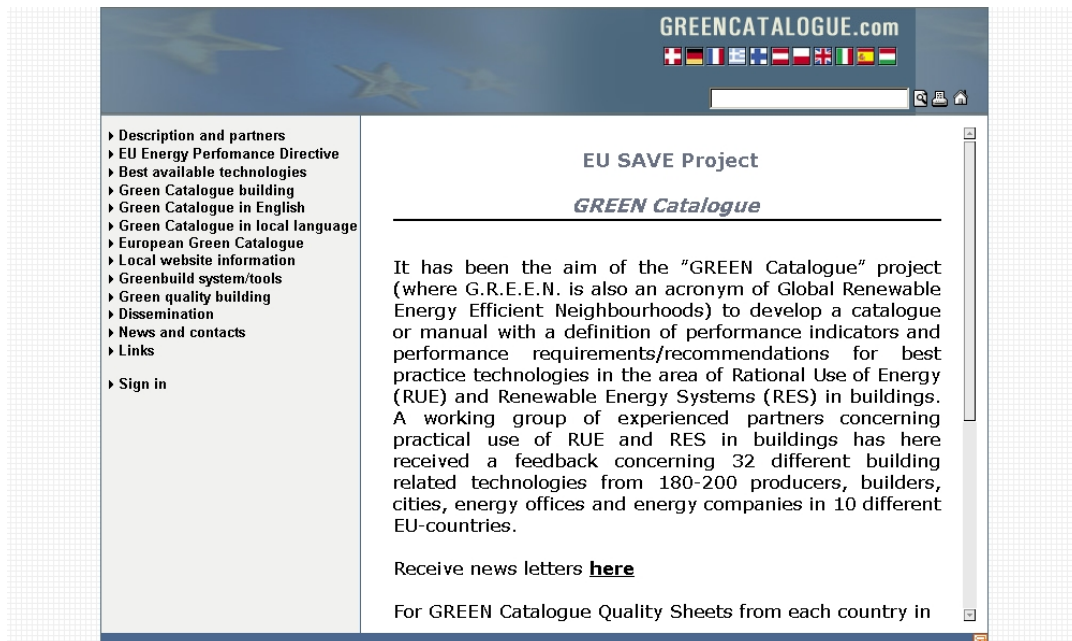 GREENCATALOGUE.com
Description and partners
EU Energy Perfomance Directive
Best available technologies
Green Catalogue building
Green Catalogue in English
Green Catalogue in local language
European Green Catalogue
Local website information
Greenbuild system/tools
Green quality building
Dissemination
News and contacts
Links
Sign in
EU SAVE Project
GREEN Catalogue
It has been the aim of the "GREEN Catalogue" project
(where G.R.E.E.N. is also an acronym of Global Renewable
Energy Efficient Neighbourhoods) to develop a catalogue
or manual with a definition of performance indicators and
performance requirements/recommendations for best
practice technologies in the area of Rational Use of Energy
(RUE) and Renewable Energy Systems (RES) in buildings.
A working group of experienced partners concerning
practical use of RUE and RES in buildings has here
received a feedback concerning 32 different building
related technologies from 180-200 producers, builders,
cities, energy offices and energy companies in 10 different
EU-countries.
Receive news letters here
For GREEN Catalogue Quality Sheets from each country in